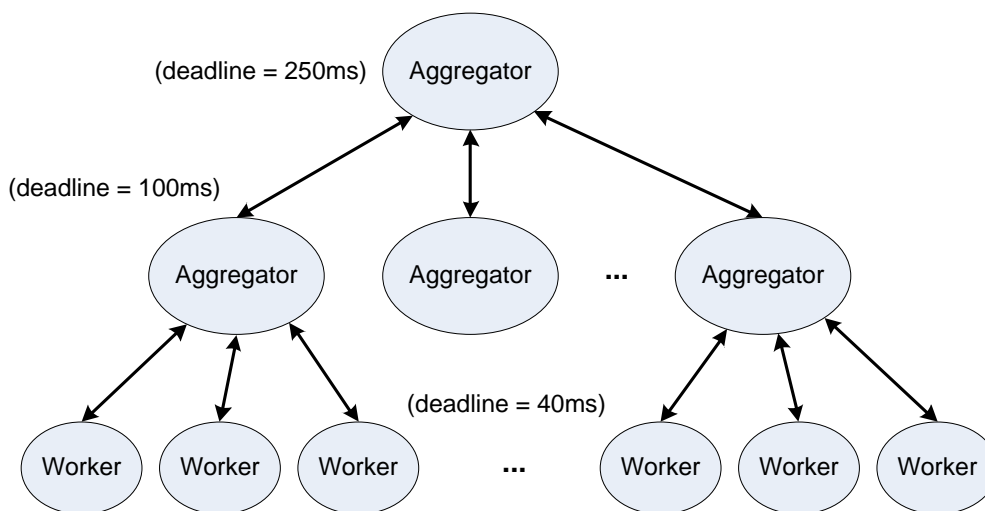 (deadline = 250ms)
Aggregator
(deadline = 100ms)
Aggregator
Aggregator
...
Aggregator
(deadline = 40ms)
Worker
Worker
Worker
...
Worker
Worker
Worker